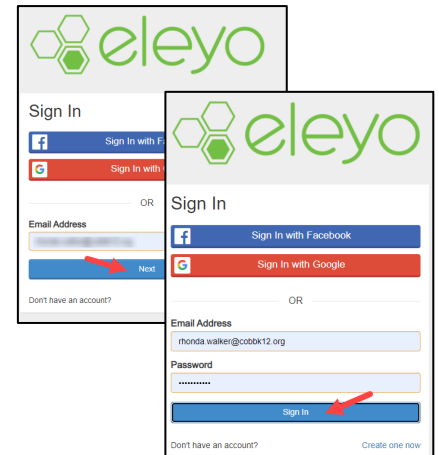 eleyo
Sign In
Sign In with Fa
Sign In with
OR
Email Address
Next
Don't have an account?
eleyo
Sign In
Sign In with Facebook
Sign In with Google
OR
Email Address
rhonda.walker@cobbk12.org
Password
Sign In
Don't have an account? Create one now